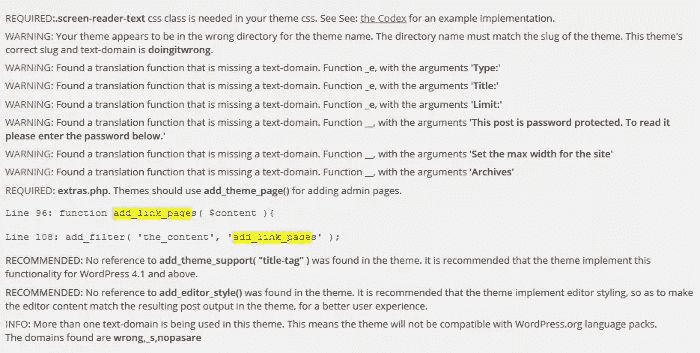 REQUIRED:.screen-reader-text css class is needed in your theme css. See See: the Codex for an example implementation.
WARNING: Your theme appears to be in the wrong directory for the theme name. The directory name must match the slug of the theme. This theme's
correct slug and text-domain is doingitwrong.
WARNING: Found a translation function that is missing a text-domain. Function _e, with the arguments 'Type:'
WARNING: Found a translation function that is missing a text-domain. Function _e, with the arguments 'Title:'
WARNING: Found a translation function that is missing a text-domain. Function _e, with the arguments 'Limit:'
WARNING: Found a translation function that is missing a text-domain. Function __, with the arguments 'This post is password protected. To read it
please enter the password below.'
WARNING: Found a translation function that is missing a text-domain. Function __, with the arguments 'Set the max width for the site'
WARNING: Found a translation function that is missing a text-domain. Function __, with the arguments 'Archives'
REQUIRED: extras.php. Themes should use add_theme_page() for adding admin pages.
Line 96: function add_link_pages( $content ){
Line 108: add_filter( 'the_content', 'add_link_pages' );
RECOMMENDED: No reference to add_theme_support( "title-tag" ) was found in the theme. It is recommended that the theme implement this
functionality for WordPress 4.1 and above.
RECOMMENDED: No reference to add_editor_style() was found in the theme. It is recommended that the theme implement editor styling, so as to make
the editor content match the resulting post output in the theme, for a better user experience.
INFO: More than one text-domain is being used in this theme. This means the theme will not be compatible with WordPress.org language packs.
The domains found are wrong,_s,nopasare